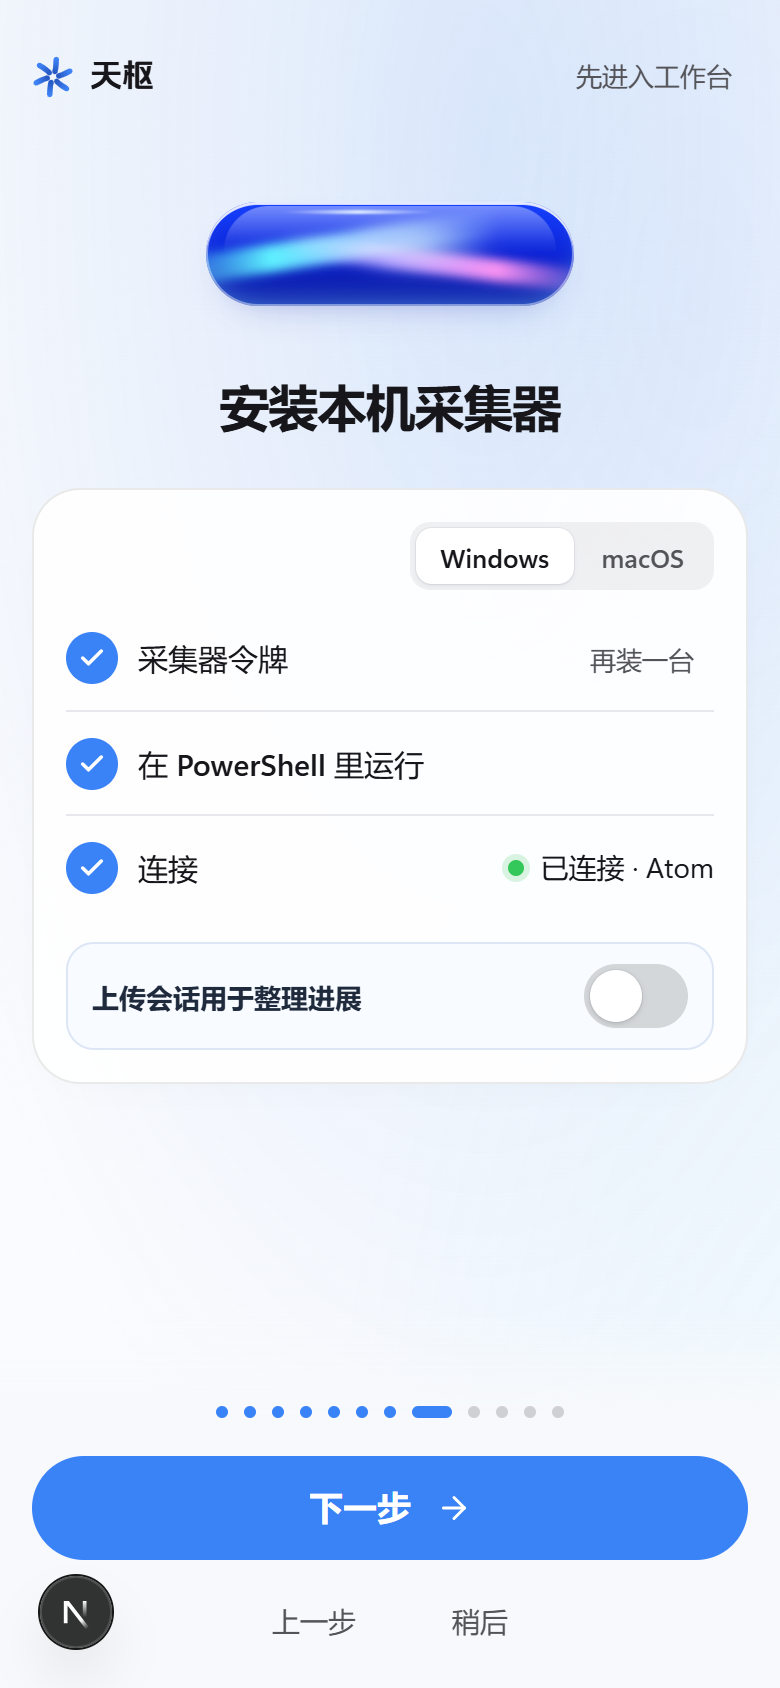 天枢
先进入工作台
安装本机采集器
Windows
macOS
采集器令牌
再装一台
在 PowerShell 里运行
连接
已连接 · Atom
上传会话用于整理进展
下一步
N
上一步
稍后